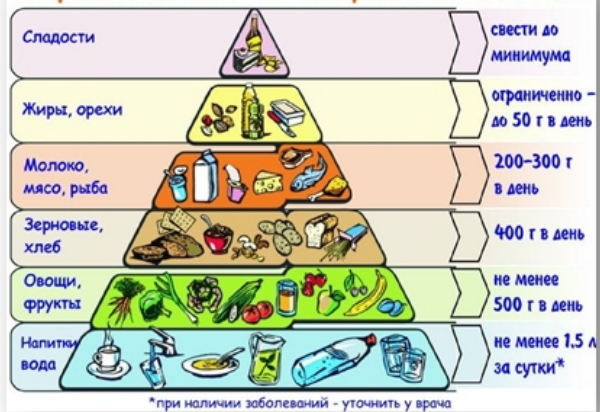 Сладости
свести до
минимума
Жиры, орехи
ограниченно –
до 50 г в день
Молоко,
мясо, рыба
200-300 г
в день
Зерновые,
хлеб
400 г в день
Овощи,
фрукты
не менее
500 г в день
Напитки
вода
не менее 1,5 л
за сутки*
*при наличии заболеваний - уточнить у врача